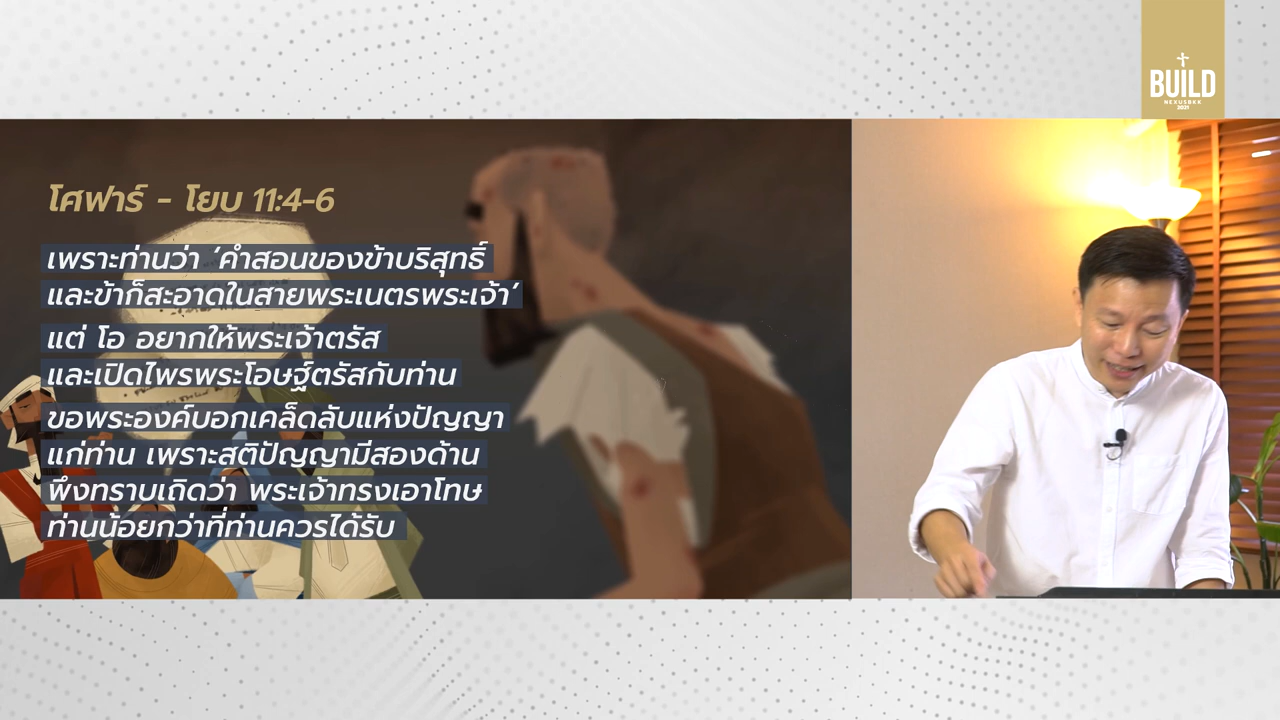 BUILD
NEXUSBKK
2021
โศฟาร์ - โยบ 11:4-6
เพราะท่านว่า ‘คำสอนของข้าบริสุทธิ์
และข้าก็สะอาดในสายพระเนตรพระเจ้า’
แต่ โอ อยากให้พระเจ้าตรัส
และเปิดไพรพระโอษฐ์ตรัสกับท่าน
ขอพระองค์บอกเคล็ดลับแห่งปัญญา
แก่ท่าน เพราะสติปัญญามีสองด้าน
พึงทราบเถิดว่า พระเจ้าทรงเอาโทษ
ท่านน้อยกว่าที่ท่านควรได้รับ